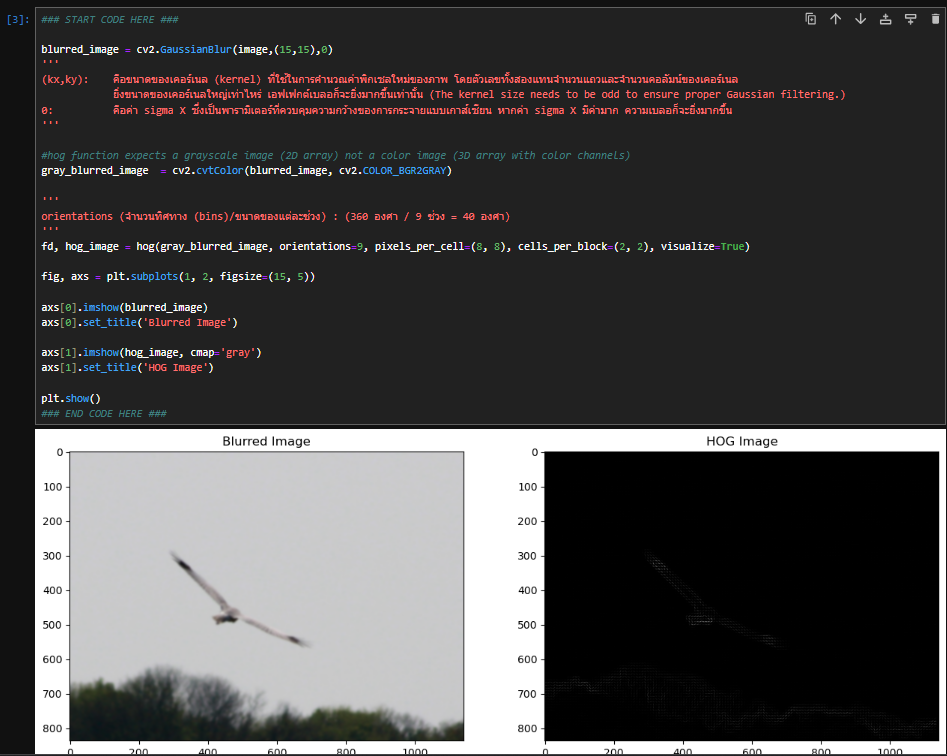 [3]:
### START CODE HERE ###
blurred_image = cv2.GaussianBlur(image,(15,15),0)
'''
(kx,ky):    คือขนาดของเคอร์เนล (kernel) ที่ใช้ในการคำนวณค่าพิกเซลใหม่ของภาพ โดยตัวเลขทั้งสองแทนจำนวนแถวและจำนวนคอลัมน์ของเคอร์เนล
            ยิ่งขนาดของเคอร์เนลใหญ่เท่าไหร่ เอฟเฟกต์เบลอก็จะยิ่งมากขึ้นเท่านั้น (The kernel size needs to be odd to ensure proper Gaussian filtering.)
0:          คือค่า sigma X ซึ่งเป็นพารามิเตอร์ที่ควบคุมความกว้างของการกระจายแบบเกาส์เซียน หากค่า sigma X มีค่ามาก ความเบลอก็จะยิ่งมากขึ้น
'''
#hog function expects a grayscale image (2D array) not a color image (3D array with color channels)
gray_blurred_image  = cv2.cvtColor(blurred_image, cv2.COLOR_BGR2GRAY)
'''
orientations (จำนวนทิศทาง (bins)/ขนาดของแต่ละช่วง) : (360 องศา / 9 ช่วง = 40 องศา)
'''
fd, hog_image = hog(gray_blurred_image, orientations=9, pixels_per_cell=(8, 8), cells_per_block=(2, 2), visualize=True)
fig, axs = plt.subplots(1, 2, figsize=(15, 5))
axs[0].imshow(blurred_image)
axs[0].set_title('Blurred Image')
axs[1].imshow(hog_image, cmap='gray')
axs[1].set_title('HOG Image')
plt.show()
### END CODE HERE ###
Blurred Image
0
100
200
300
400
500
600
700
800
0 200 400 600 800 1000
HOG Image
0
100
200
300
400
500
600
700
800
0 200 400 600 800 1000